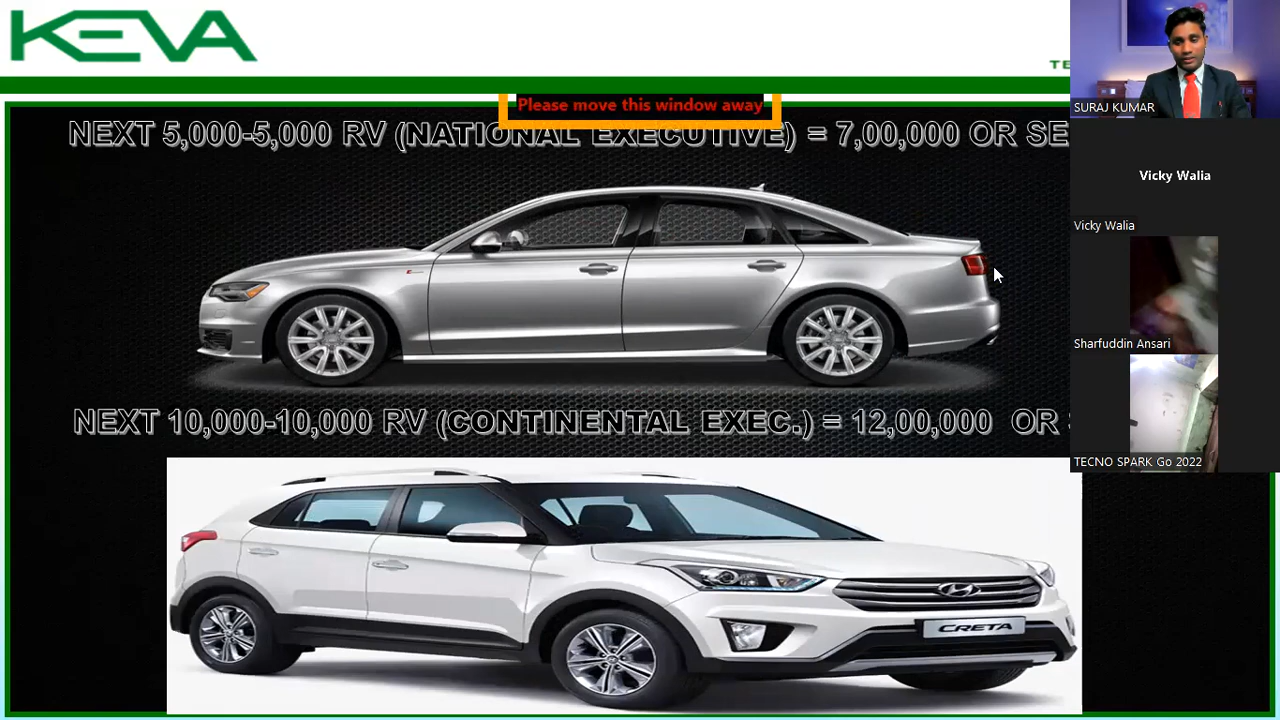 KEVA
TE
Please move this window away
NEXT 5,000-5,000 RV (NATIONAL EXECUTIVE) = 7,00,000 OR SE
SURAJ KUMAR
Vicky Walia
Vicky Walia
Sharfuddin Ansari
NEXT 10,000-10,000 RV (CONTINENTAL EXEC.) = 12,00,000 OR
TECNO SPARK Go 2022
CRETA